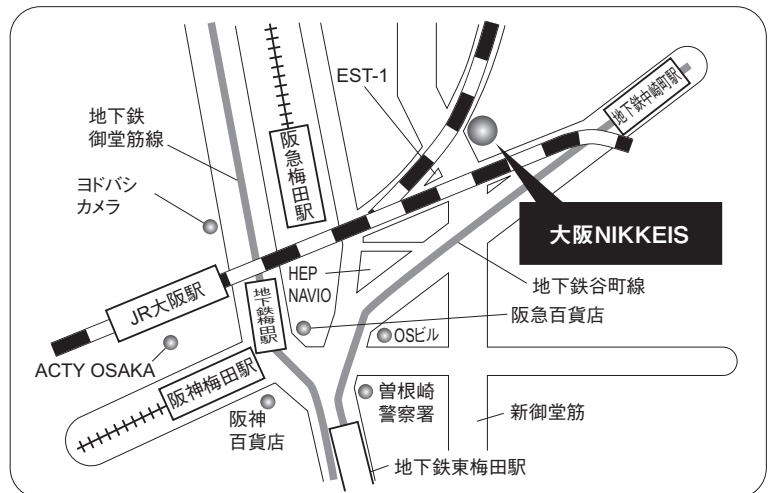 EST-1
地下鉄中崎町駅
地下鉄
御堂筋線
阪急梅田駅
ヨドバシ
カメラ
大阪NIKKEIS
HEP
NAVIO
地下鉄梅田駅
JR大阪駅
地下鉄谷町線
阪急百貨店
OSビル
ACTY OSAKA
阪神梅田駅
曽根崎
警察署
阪神
百貨店
新御堂筋
地下鉄東梅田駅